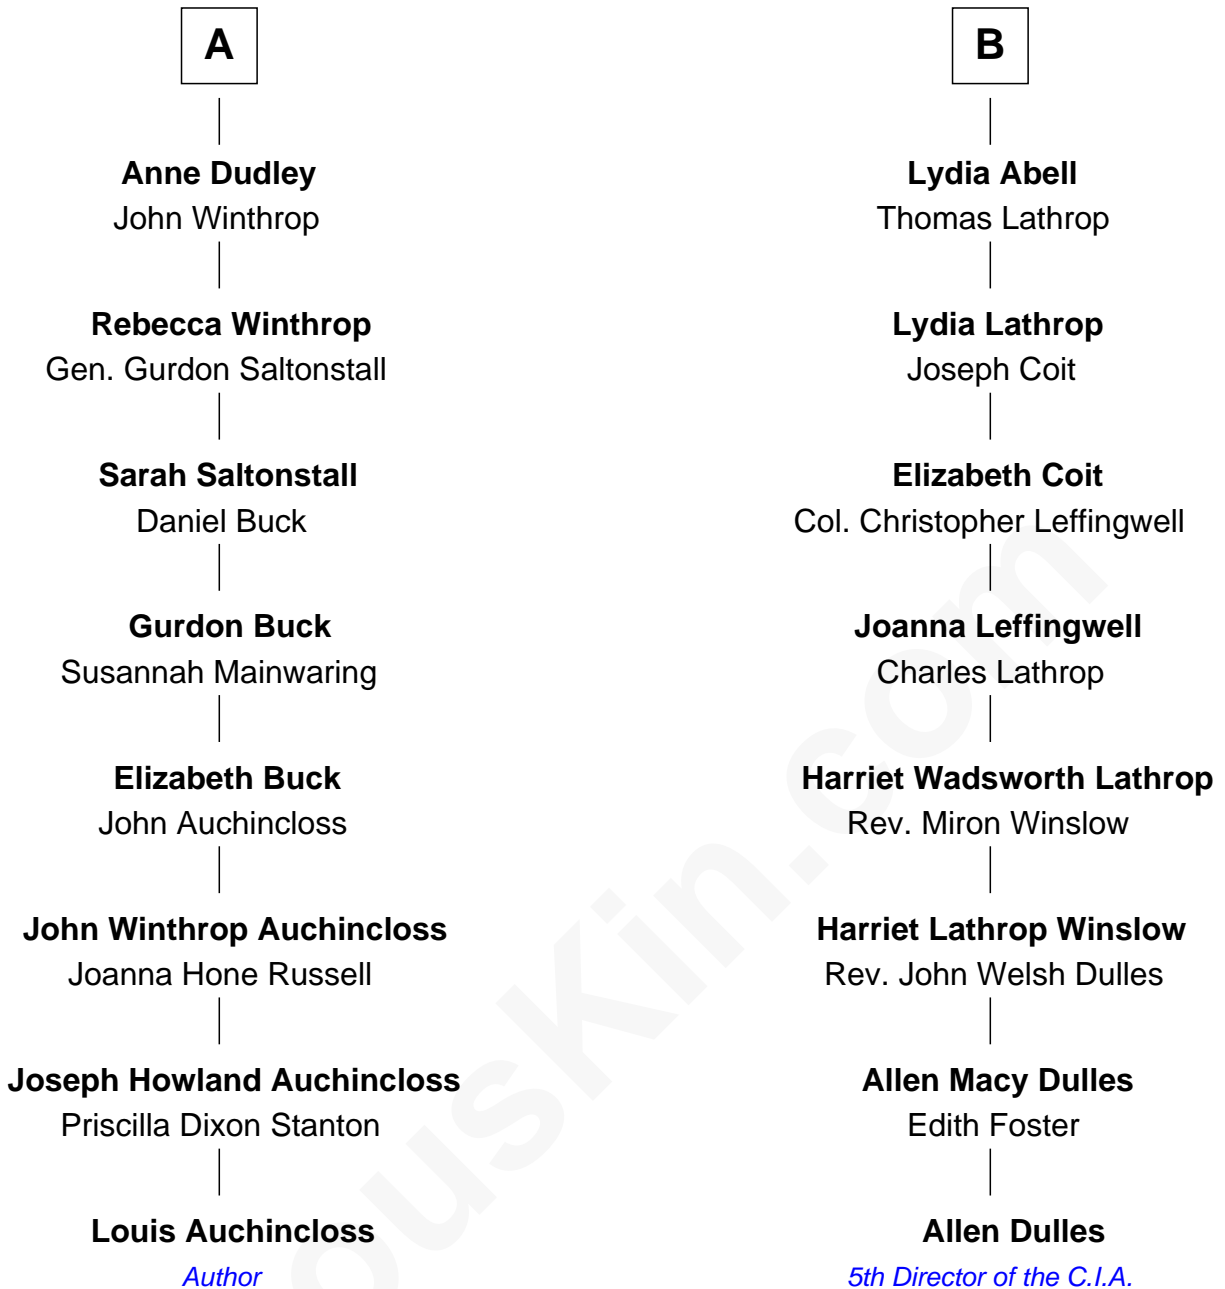 A
Anne Dudley
John Winthrop
Rebecca Winthrop
Gen. Gurdon Saltonstall
Sarah Saltonstall
Daniel Buck
Gurdon Buck
Susannah Mainwaring
Elizabeth Buck
John Auchincloss
John Winthrop Auchincloss
Joanna Hone Russell
Joseph Howland Auchincloss
Priscilla Dixon Stanton
Louis Auchincloss
Author
B
Lydia Abell
Thomas Lathrop
Lydia Lathrop
Joseph Coit
Elizabeth Coit
Col. Christopher Leffingwell
Joanna Leffingwell
Charles Lathrop
Harriet Wadsworth Lathrop
Rev. Miron Winslow
Harriet Lathrop Winslow
Rev. John Welsh Dulles
Allen Macy Dulles
Edith Foster
Allen Dulles
5th Director of the C.I.A.
ousKin.com